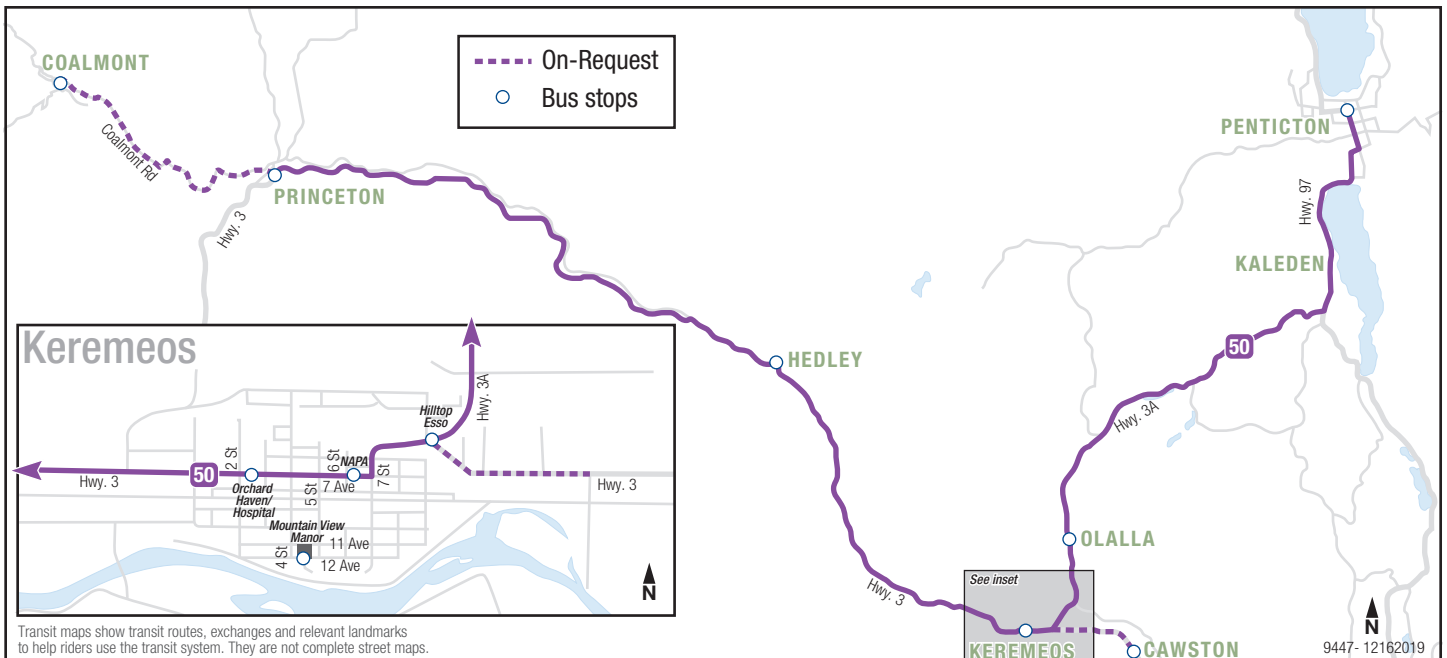 COALMONT
On-Request
Bus stops
PENTICTON
Coalmont Rd
PRINCETON
Hwy. 3
Hwy. 97
KALEDEN
50
HEDLEY
Hwy. 3A
OLALLA
Hwy. 3
See inset
KEREMEOS
CAWSTON
N
9447- 12162019
Keremeos
Hwy. 3A
Hilltop
Esso
2 St
6 St
NAPA
50
Hwy. 3
Orchard
Haven/
Hospital
5 St
7 Ave
7 St
Hwy. 3
Mountain View
Manor
4 St
11 Ave
12 Ave
N
Transit maps show transit routes, exchanges and relevant landmarks
to help riders use the transit system. They are not complete street maps.